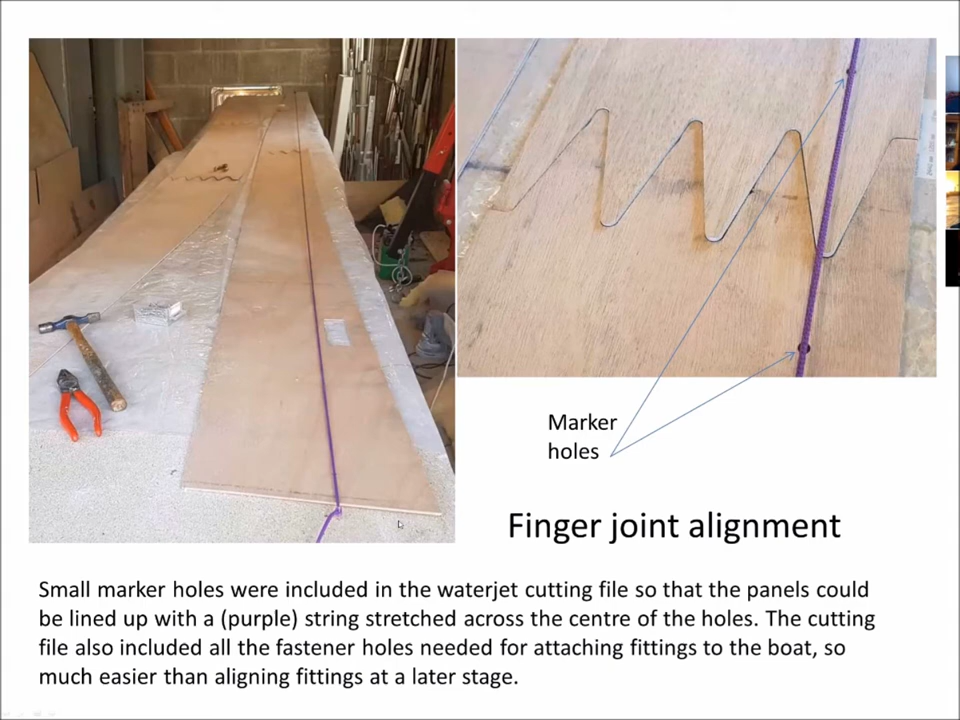 Marker
holes
Finger joint alignment
Small marker holes were included in the waterjet cutting file so that the panels could
be lined up with a (purple) string stretched across the centre of the holes. The cutting
file also included all the fastener holes needed for attaching fittings to the boat, so
much easier than aligning fittings at a later stage.